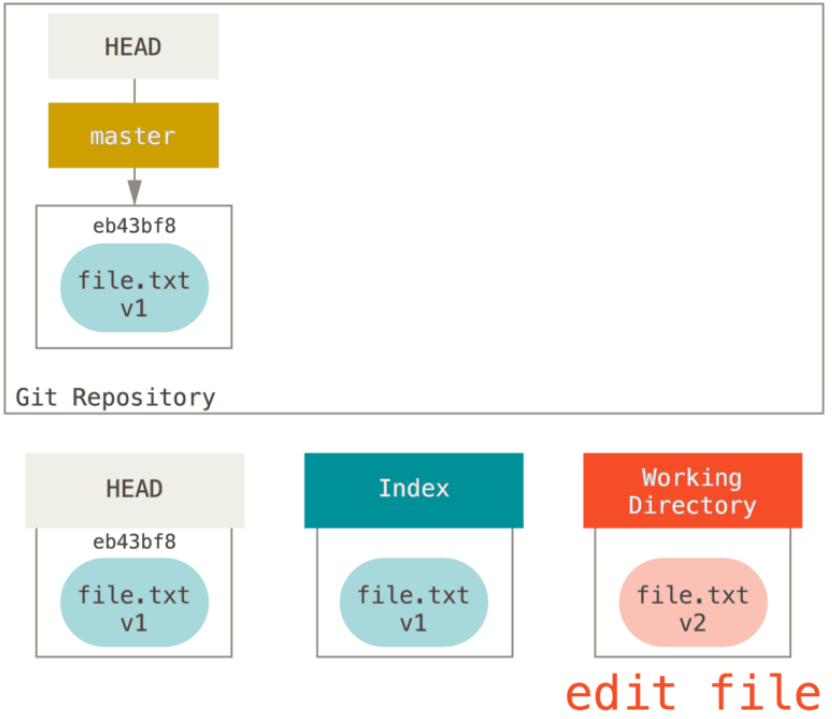 HEAD
master
eb43bf8
file.txt
v1
Git Repository
HEAD
eb43bf8
file.txt
v1
Index
file.txt
v1
Working
Directory
file.txt
v2
edit file